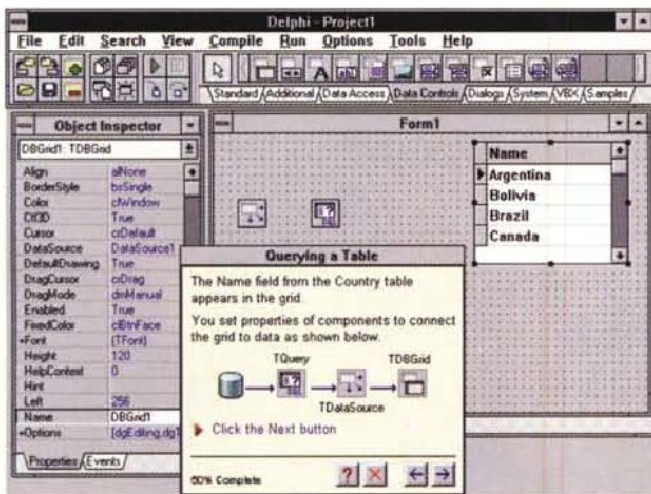 Delphi - Project1
File Edit Search View Compile Run Options Tools Help
Standard Additional Data Access Data Controls Dialogs System VBX Samples
Object Inspector
DBGrid1: TDBGrid
Align alNone
BorderStyle bsSingle
Color clWindow
Ctl3D True
Cursor crDefault
DataSource DataSource1
DefaultDrawing True
DragCursor crDrag
DragMode dmManual
Enabled True
FixedColor clBtnFace
+Font (TFont)
Height 120
HelpContext 0
Hint
Left 256
Name DBGrid1
+Options [dgEditing,dgT
Properties Events
Form1
Name
Argentina
Bolivia
Brazil
Canada
Querying a Table
The Name field from the Country table
appears in the grid.
You set properties of components to connect
the grid to data as shown below.
TQuery TDBGrid
TDataSource
Click the Next button
Complete